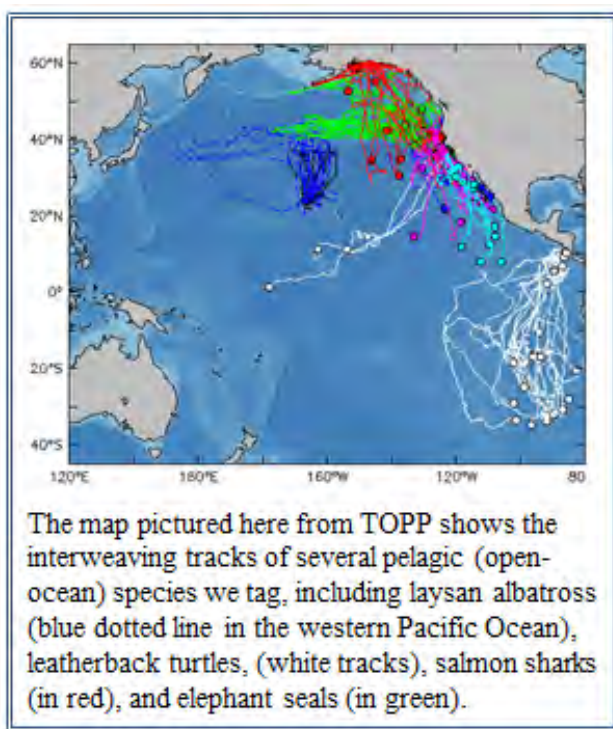 60°N
40°N
20°N
0°
20°S
40°S
120°E
160°E
160°W
120°W
80
The map pictured here from TOPP shows the
interweaving tracks of several pelagic (open-
ocean) species we tag, including laysan albatross
(blue dotted line in the western Pacific Ocean),
leatherback turtles, (white tracks), salmon sharks
(in red), and elephant seals (in green).